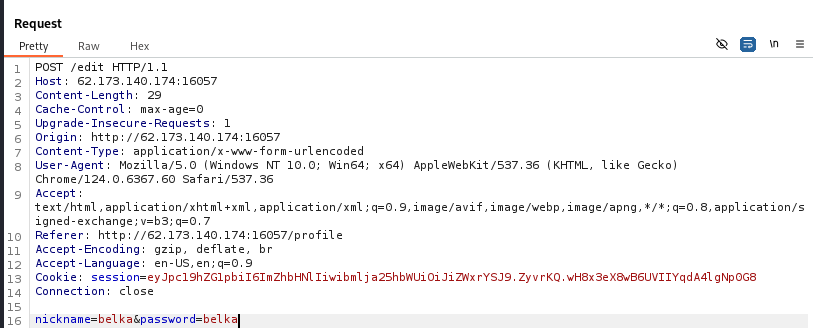 Request
Pretty Raw Hex \n
1 POST /edit HTTP/1.1
2 Host: 62.173.140.174:16057
3 Content-Length: 29
4 Cache-Control: max-age=0
5 Upgrade-Insecure-Requests: 1
6 Origin: http://62.173.140.174:16057
7 Content-Type: application/x-www-form-urlencoded
8 User-Agent: Mozilla/5.0 (Windows NT 10.0; Win64; x64) AppleWebKit/537.36 (KHTML, like Gecko)
Chrome/124.0.6367.60 Safari/537.36
9 Accept:
text/html,application/xhtml+xml,application/xml;q=0.9,image/avif,image/webp,image/apng,*/*;q=0.8,application/s
igned-exchange;v=b3;q=0.7
10 Referer: http://62.173.140.174:16057/profile
11 Accept-Encoding: gzip, deflate, br
12 Accept-Language: en-US,en;q=0.9
13 Cookie: session=eyJpc19hZG1pbiI6ImZhbHNlIiwibmlja25hbWUiOiJiZWxrYSJ9.ZyvrKQ.wH8x3eX8wB6UVIIYqdA4lgNp0G8
14 Connection: close
15
16 nickname=belka&password=belka